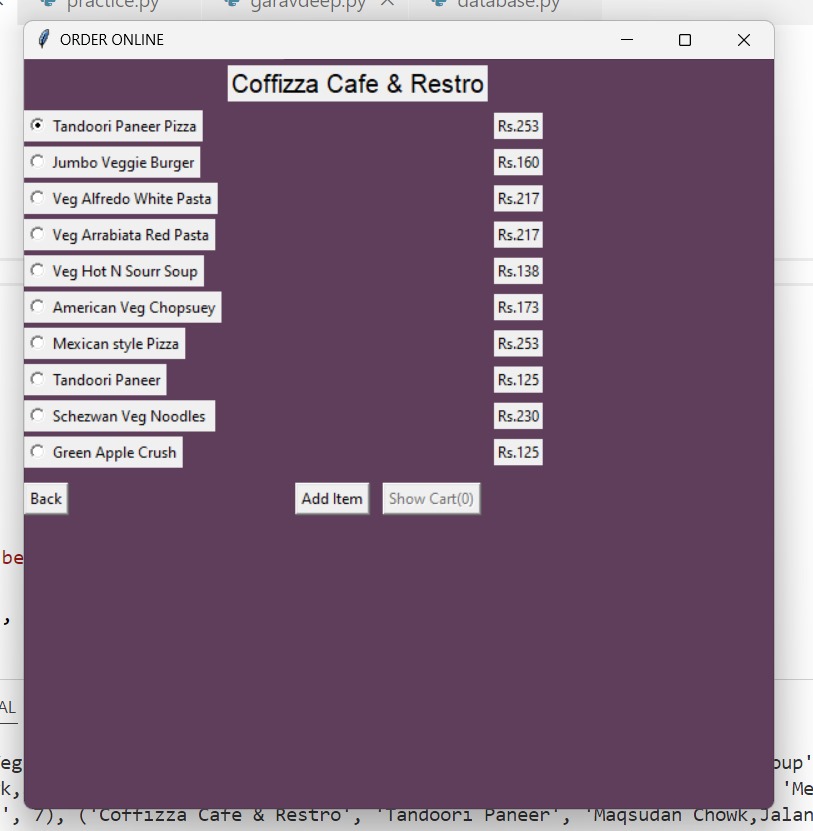 practice.py garavdeep.py database.py
ORDER ONLINE
Coffizza Cafe & Restro
Tandoori Paneer Pizza Rs.253
Jumbo Veggie Burger Rs.160
Veg Alfredo White Pasta Rs.217
Veg Arrabiata Red Pasta Rs.217
Veg Hot N Sourr Soup Rs.138
American Veg Chopsuey Rs.173
Mexican style Pizza Rs.253
Tandoori Paneer Rs.125
Schezwan Veg Noodles Rs.230
Green Apple Crush Rs.125
Back Add Item Show Cart(0)
be
,
AL
eg oup'
k, 'Me
', 7), ('Coffizza Cafe & Restro', 'Tandoori Paneer', 'Maqsudan Chowk,Jalan